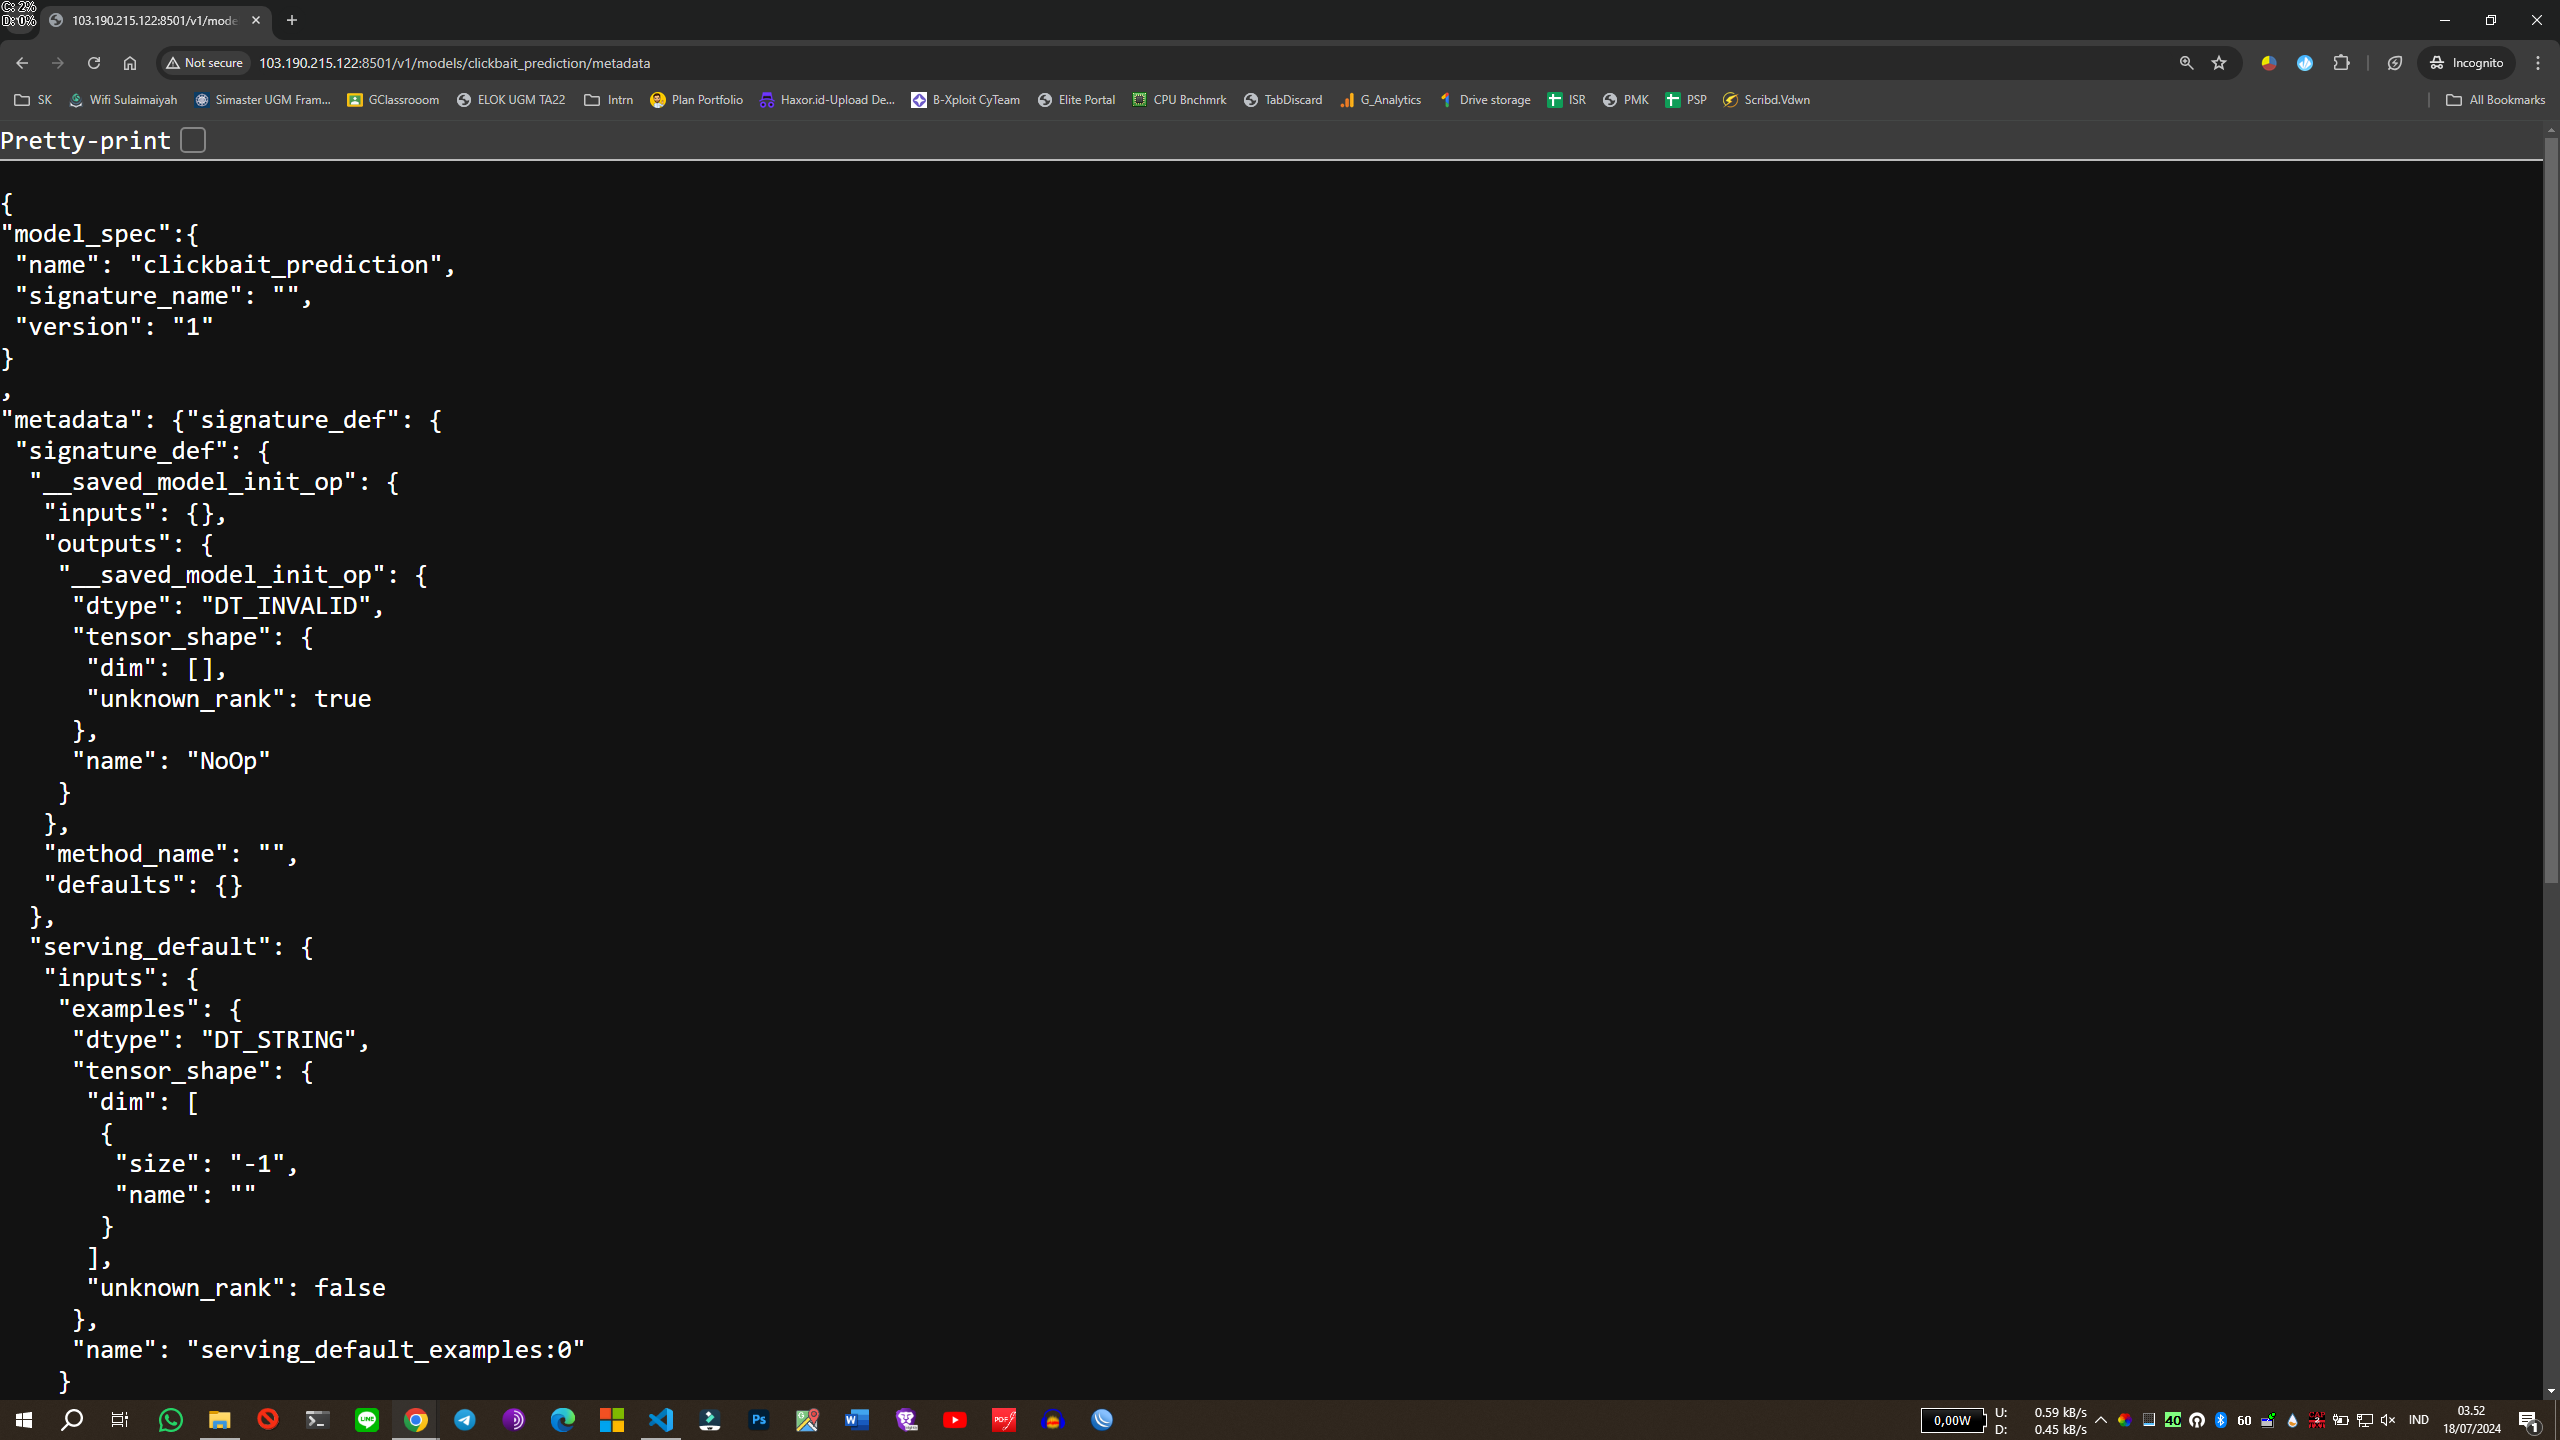 C: 2%
D: 0%
103.190.215.122:8501/v1/mode
Not secure
103.190.215.122:8501/v1/models/clickbait_prediction/metadata
Incognito
SK
Wifi Sulaimaiyah
Simaster UGM Fram...
GClassrooom
ELOK UGM TA22
Intrn
Plan Portfolio
Haxor.id-Upload De...
B-Xploit CyTeam
Elite Portal
CPU Bnchmrk
TabDiscard
G_Analytics
Drive storage
ISR
PMK
PSP
Scribd.Vdwn
All Bookmarks
Pretty-print
{
"model_spec":{
 "name": "clickbait_prediction",
 "signature_name": "",
 "version": "1"
}
,
"metadata": {"signature_def": {
 "signature_def": {
  "__saved_model_init_op": {
   "inputs": {},
   "outputs": {
    "__saved_model_init_op": {
     "dtype": "DT_INVALID",
     "tensor_shape": {
      "dim": [],
      "unknown_rank": true
     },
     "name": "NoOp"
    }
   },
   "method_name": "",
   "defaults": {}
  },
  "serving_default": {
   "inputs": {
    "examples": {
     "dtype": "DT_STRING",
     "tensor_shape": {
      "dim": [
       {
        "size": "-1",
        "name": ""
       }
      ],
      "unknown_rank": false
     },
     "name": "serving_default_examples:0"
    }
0,00W
U: 0.59 kB/s
D: 0.45 kB/s
40
60
IND
03.52
18/07/2024
1